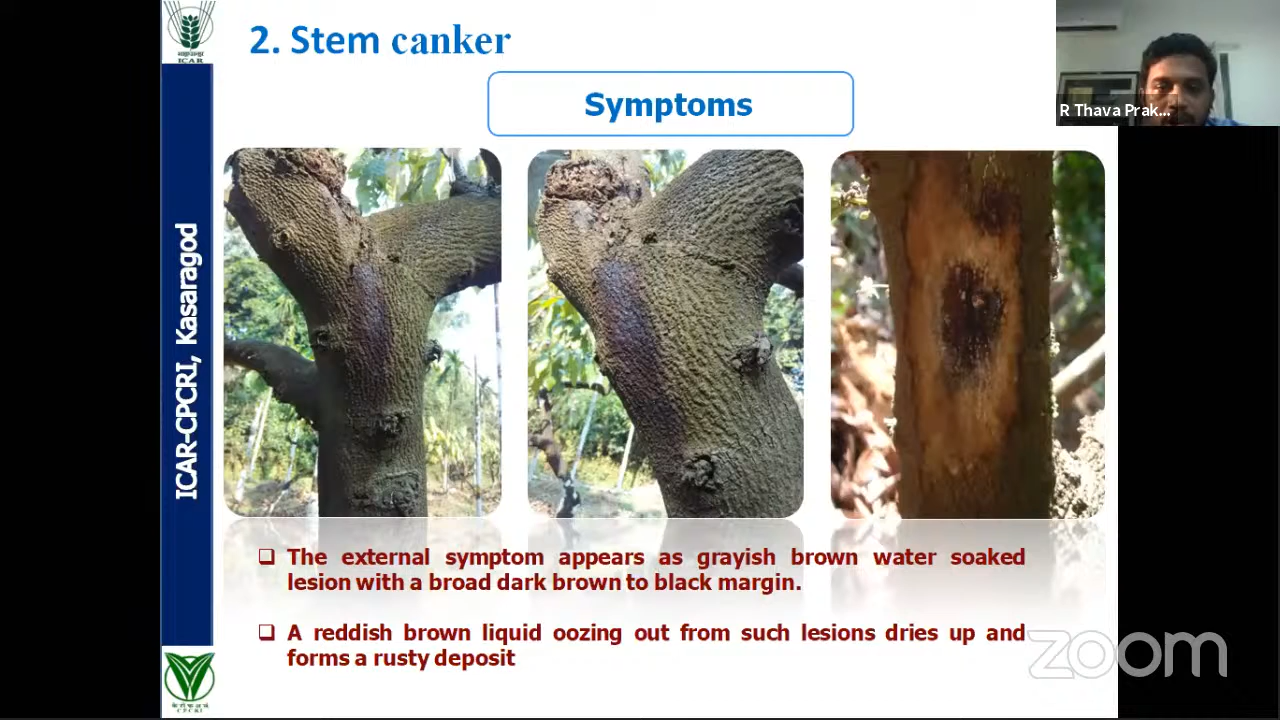 2. Stem canker
Symptoms
R Thava Prak...
ICAR
ICAR-CPCRI, Kasaragod
❑ The external symptom appears as grayish brown water soaked
lesion with a broad dark brown to black margin.
❑ A reddish brown liquid oozing out from such lesions dries up and
forms a rusty deposit
zoom
CPCRI